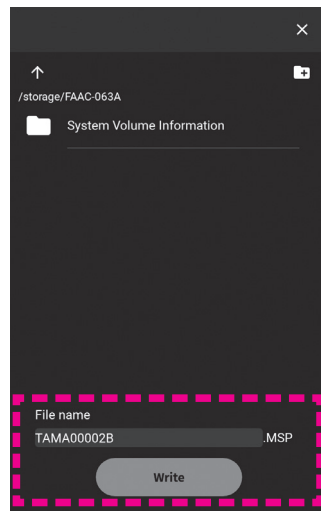 /storage/FAAC-063A
System Volume Information
File name
TAMA00002B .MSP
Write